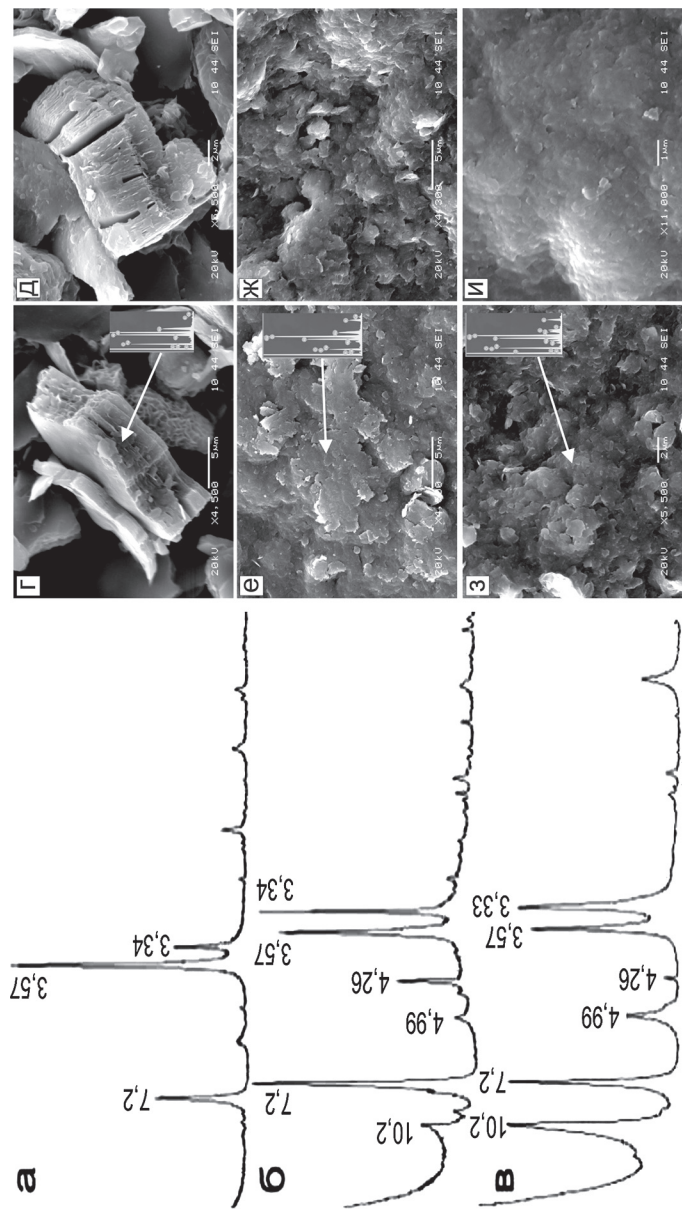 а
7,2
3,57
3,34
б
10,2
7,2
4,99
4,26
3,57
3,34
в
10,2
7,2
4,99
4,26
3,57
3,33
г
20kV X4,500 5μm 10 44 SEI
д
20kV 2μm 10 44 SEI
е
20kV 5μm 10 44 SEI
ж
20kV X4,300 5μm 10 44 SEI
з
20kV X5,500 2μm 10 44 SEI
и
20kV X11,000 1μm 10 44 SEI